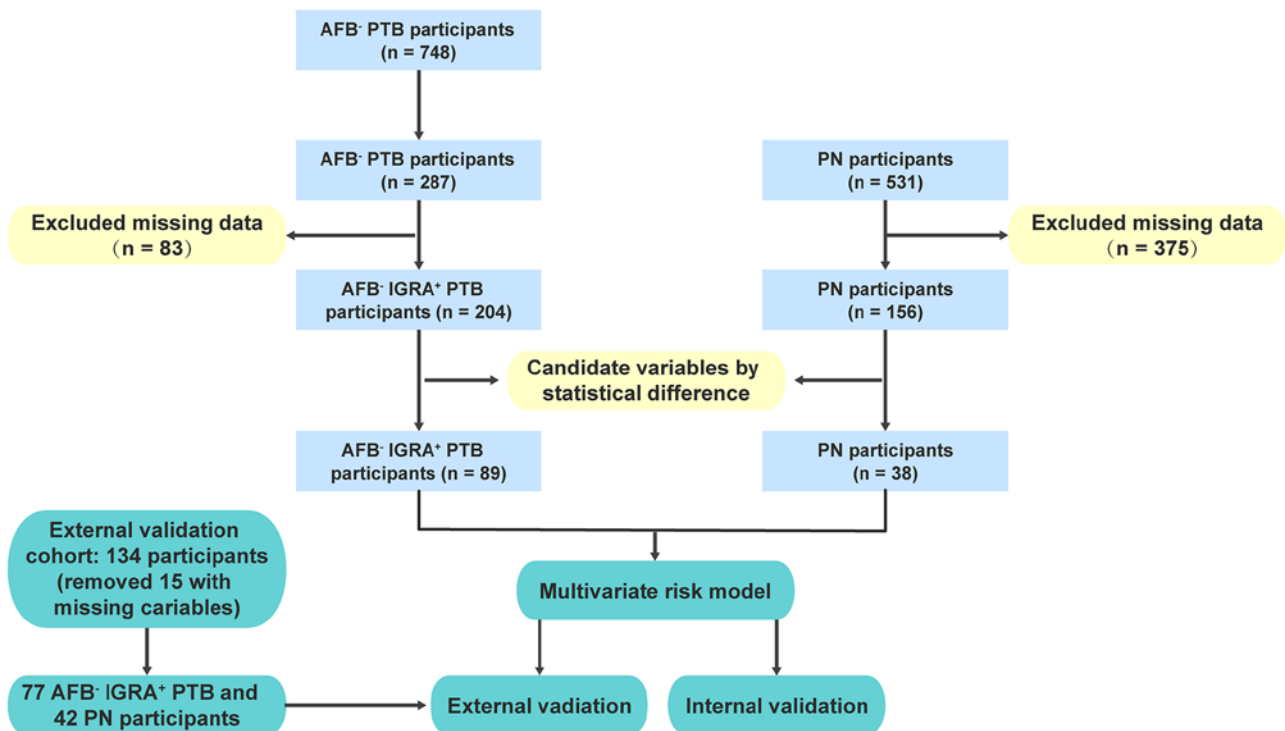 AFB⁻ PTB participants
(n = 748)
AFB⁻ PTB participants
(n = 287)
PN participants
(n = 531)
Excluded missing data
(n = 83)
Excluded missing data
(n = 375)
AFB⁻ IGRA⁺ PTB
participants (n = 204)
PN participants
(n = 156)
Candidate variables by
statistical difference
AFB⁻ IGRA⁺ PTB
participants (n = 89)
PN participants
(n = 38)
External validation
cohort: 134 participants
(removed 15 with
missing cariables)
Multivariate risk model
77 AFB⁻ IGRA⁺ PTB and
42 PN participants
External vadiation
Internal validation